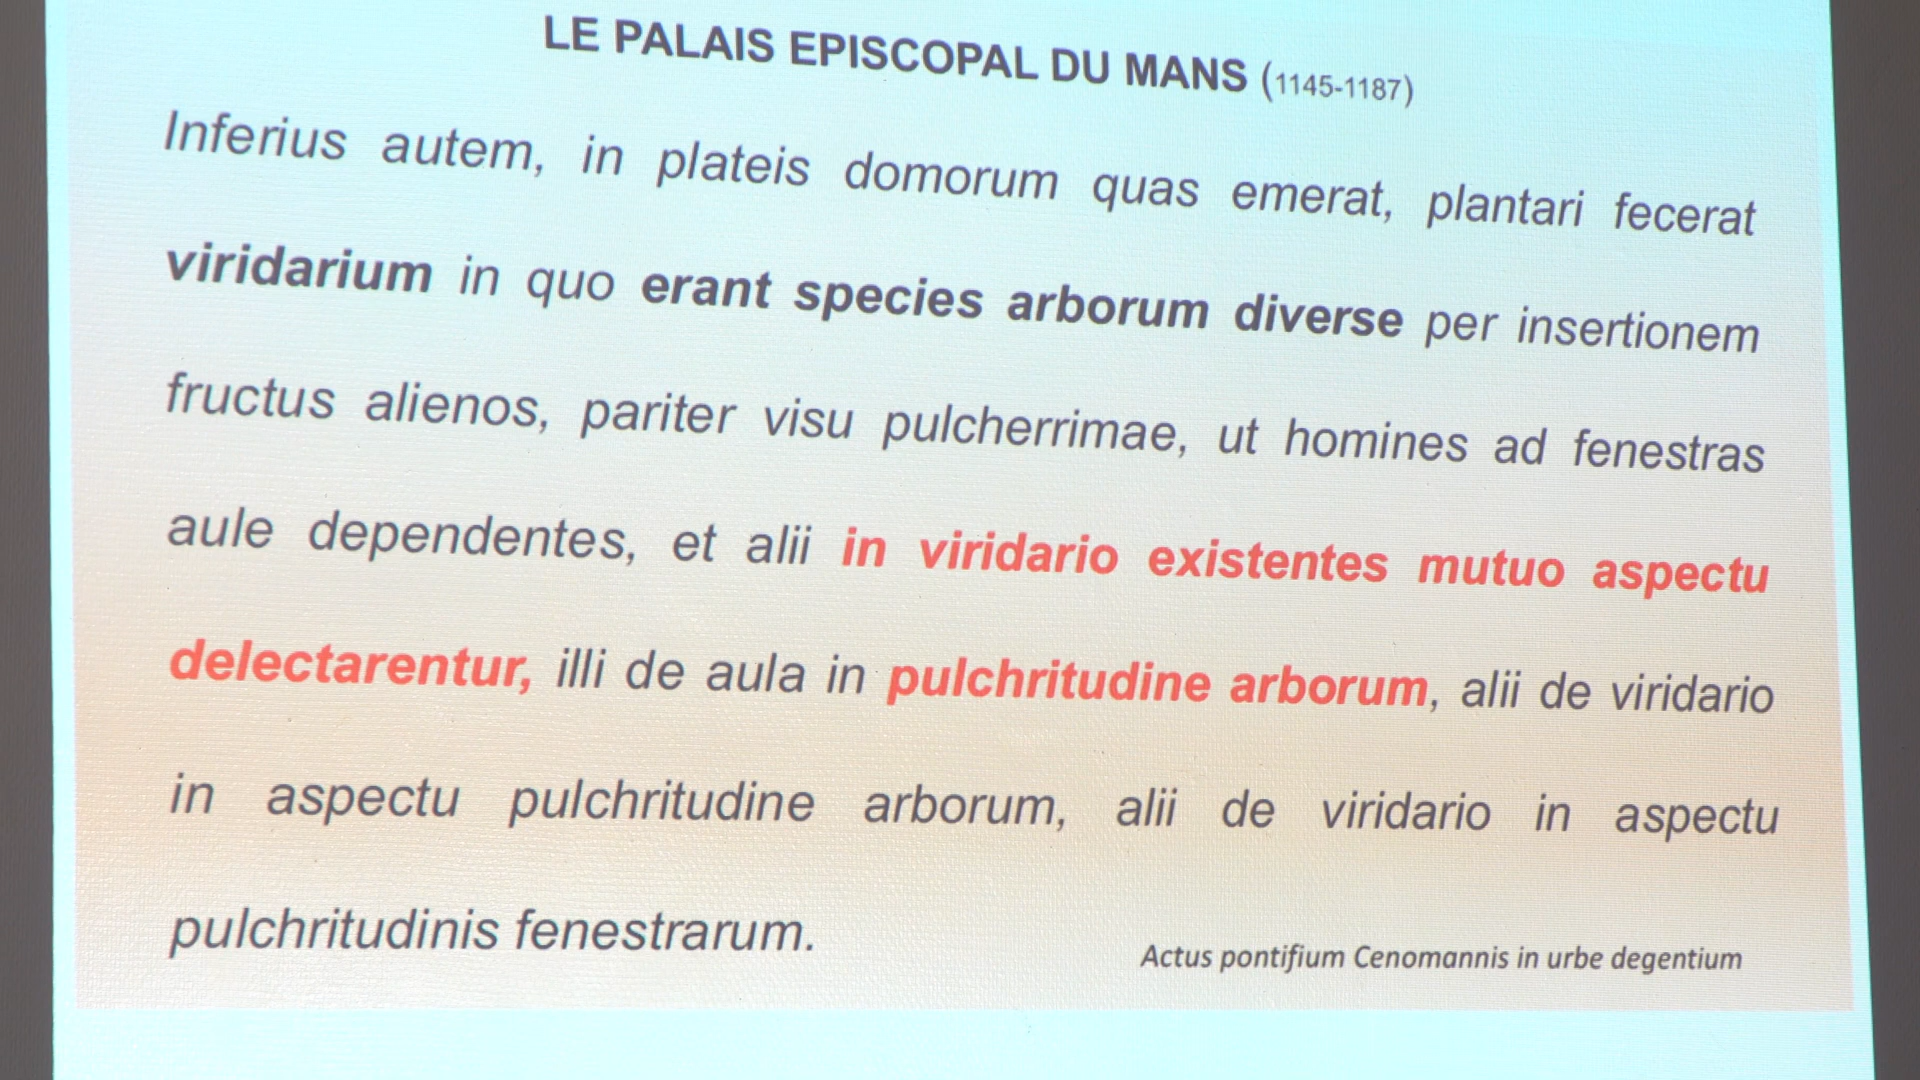 LE PALAIS EPISCOPAL DU MANS (1145-1187)
Inferius autem, in plateis domorum quas emerat, plantari fecerat
viridarium in quo erant species arborum diverse per insertionem
fructus alienos, pariter visu pulcherrimae, ut homines ad fenestras
aule dependentes, et alii in viridario existentes mutuo aspectu
delectarentur, illi de aula in pulchritudine arborum, alii de viridario
in aspectu pulchritudine arborum, alii de viridario in aspectu
pulchritudinis fenestrarum.
Actus pontifium Cenomannis in urbe degentium